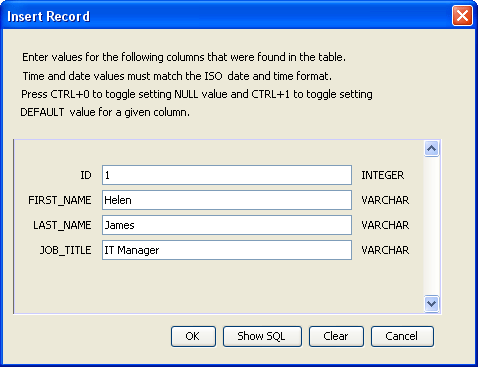 Insert Record
Enter values for the following columns that were found in the table.
Time and date values must match the ISO date and time format.
Press CTRL+0 to toggle setting NULL value and CTRL+1 to toggle setting
DEFAULT value for a given column.
ID 1 INTEGER
FIRST_NAME Helen VARCHAR
LAST_NAME James VARCHAR
JOB_TITLE IT Manager VARCHAR
OK Show SQL Clear Cancel